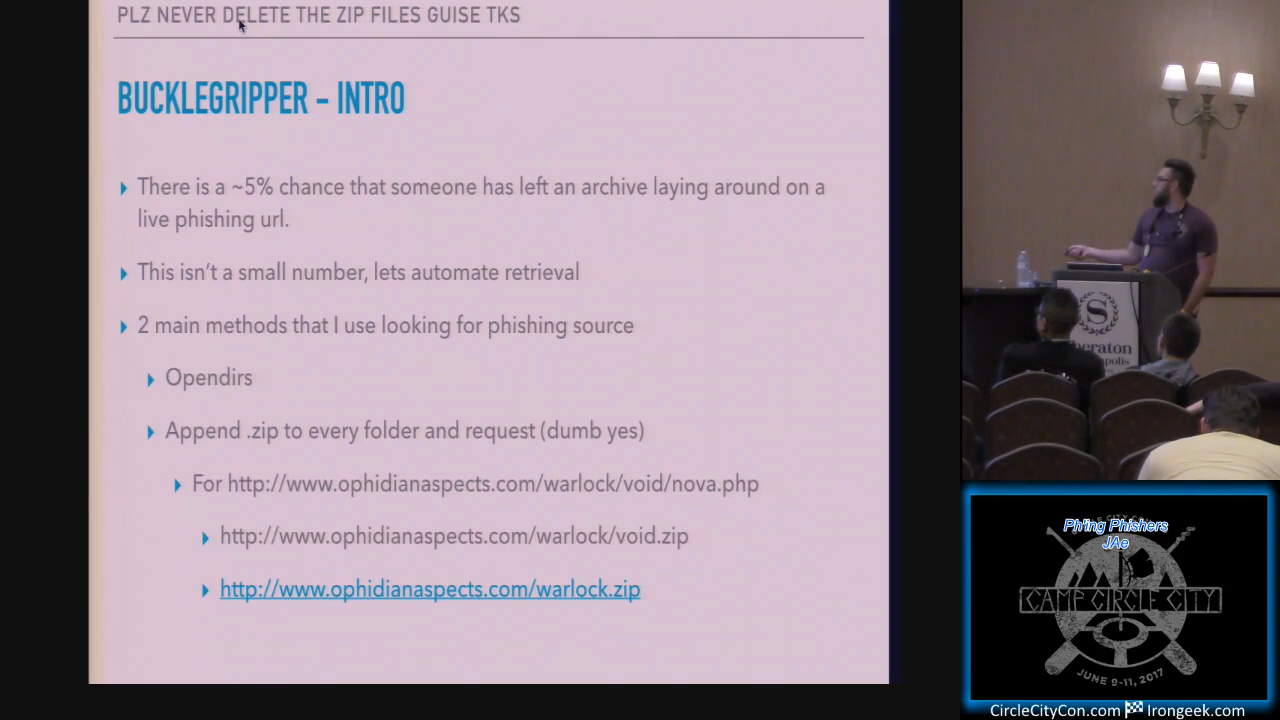 PLZ NEVER DELETE THE ZIP FILES GUISE TKS
BUCKLEGRIPPER – INTRO
There is a ~5% chance that someone has left an archive laying around on a
live phishing url.
This isn’t a small number, lets automate retrieval
2 main methods that I use looking for phishing source
Opendirs
Append .zip to every folder and request (dumb yes)
For http://www.ophidianaspects.com/warlock/void/nova.php
http://www.ophidianaspects.com/warlock/void.zip
http://www.ophidianaspects.com/warlock.zip
S
Ph'ing Phishers
JAe
CAMP CIRCLE CITY
JUNE 9-11, 2017
CircleCityCon.com Irongeek.com